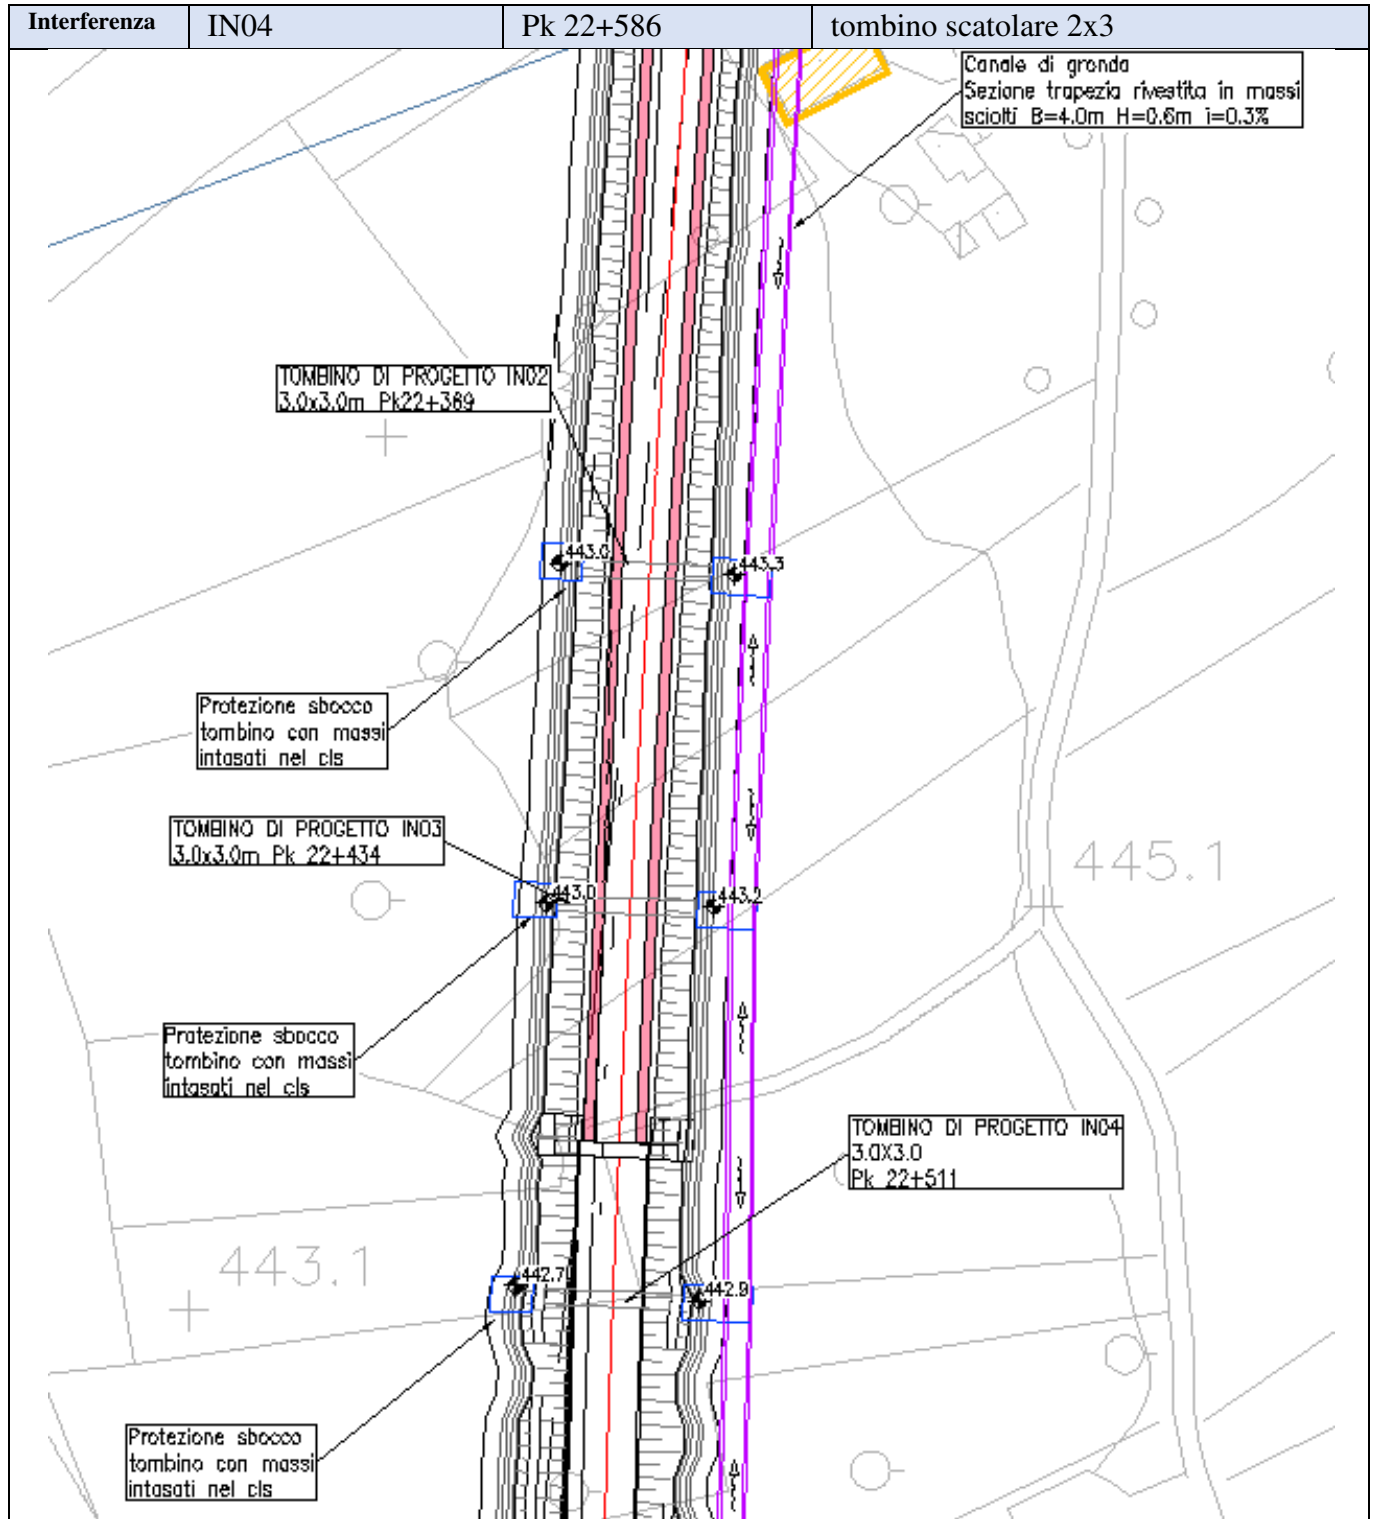 Interferenza IN04 Pk 22+586 tombino scatolare 2x3
Canale di gronda
Sezione trapezia rivestita in massi
sciolti B=4.0m H=0.6m i=0.3%
TOMBINO DI PROGETTO IN02
3.0x3.0m Pk22+389
443.0
443.3
Protezione sbocco
tombino con massi
intasati nel cls
TOMBINO DI PROGETTO IN03
3.0x3.0m Pk 22+434
443.0
443.2
445.1
Protezione sbocco
tombino con massi
intasati nel cls
TOMBINO DI PROGETTO IN04
3.0X3.0
Pk 22+511
443.1
442.7
442.9
Protezione sbocco
tombino con massi
intasati nel cls